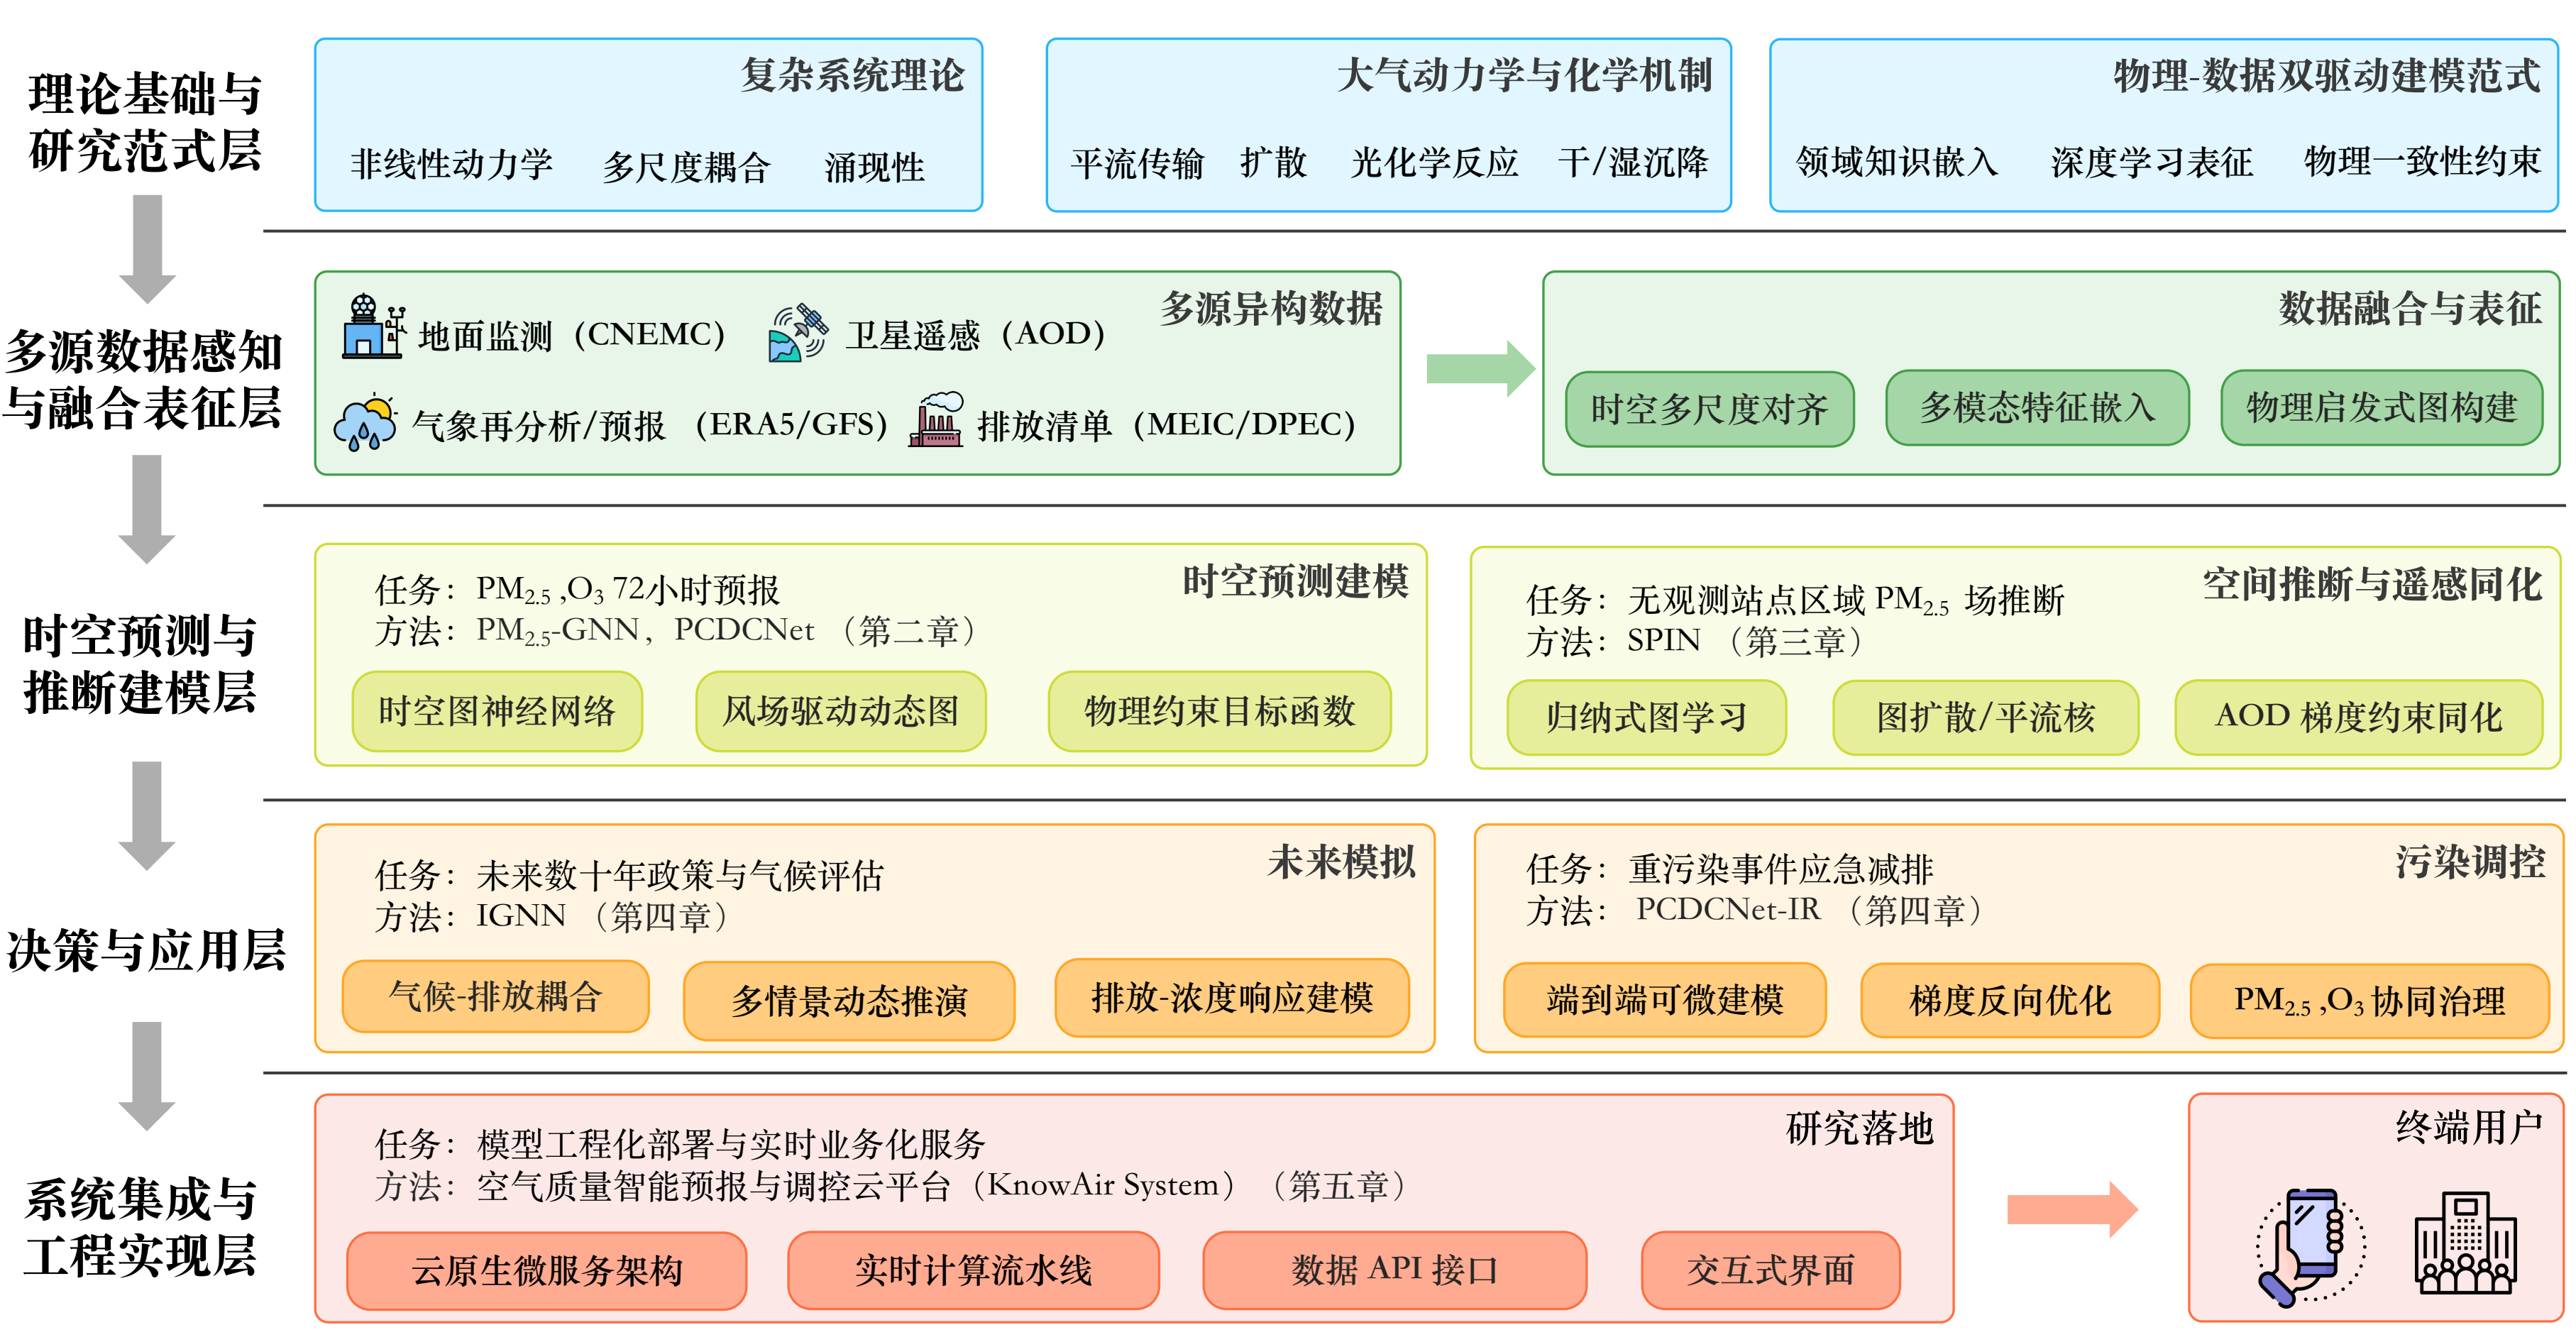 理论基础与
研究范式层
复杂系统理论
非线性动力学 多尺度耦合 涌现性
大气动力学与化学机制
平流传输 扩散 光化学反应 干/湿沉降
物理-数据双驱动建模范式
领域知识嵌入 深度学习表征 物理一致性约束
多源数据感知
与融合表征层
多源异构数据
地面监测（CNEMC） 卫星遥感（AOD）
气象再分析/预报 （ERA5/GFS） 排放清单（MEIC/DPEC）
数据融合与表征
时空多尺度对齐 多模态特征嵌入 物理启发式图构建
时空预测与
推断建模层
时空预测建模
任务：PM₂.₅ ,O₃ 72小时预报
方法：PM₂.₅-GNN，PCDCNet（第二章）
时空图神经网络 风场驱动动态图 物理约束目标函数
空间推断与遥感同化
任务：无观测站点区域 PM₂.₅ 场推断
方法：SPIN（第三章）
归纳式图学习 图扩散/平流核 AOD 梯度约束同化
决策与应用层
未来模拟
任务：未来数十年政策与气候评估
方法：IGNN（第四章）
气候-排放耦合 多情景动态推演 排放-浓度响应建模
污染调控
任务：重污染事件应急减排
方法： PCDCNet-IR（第四章）
端到端可微建模 梯度反向优化 PM₂.₅ ,O₃ 协同治理
系统集成与
工程实现层
研究落地
任务：模型工程化部署与实时业务化服务
方法：空气质量智能预报与调控云平台（KnowAir System）（第五章）
云原生微服务架构 实时计算流水线 数据 API 接口 交互式界面
终端用户